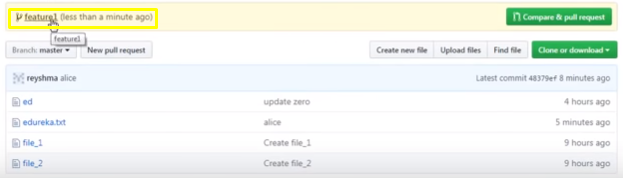 feature1 (less than a minute ago) Compare & pull request
feature1
Branch: master New pull request Create new file Upload files Find file Clone or download
reyshma alice Latest commit 48379ef 8 minutes ago
ed update zero 4 hours ago
edureka.txt alice 5 minutes ago
file_1 Create file_1 9 hours ago
file_2 Create file_2 9 hours ago